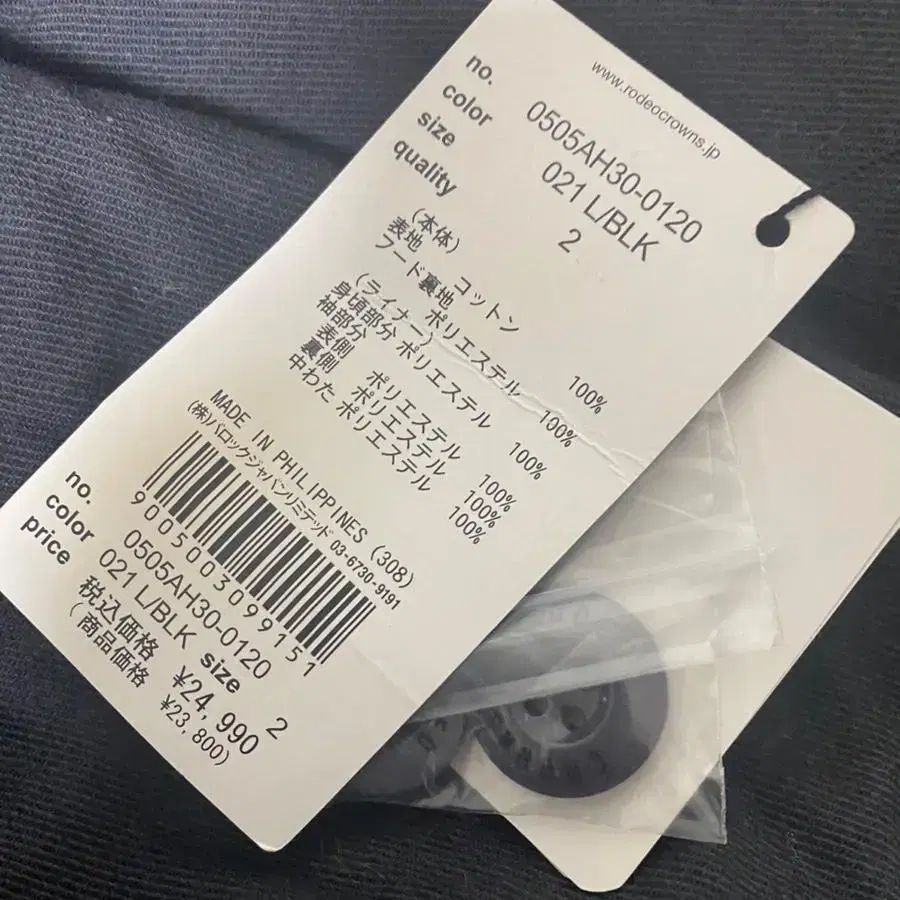 www.rodeocrowns.jp
no. 0505AH30-0120
color 021 L/BLK
size 2
quality
(本体)
表地 コットン 100%
フード裏地 ポリエステル 100%
(ライナー)
身頃部分 ポリエステル 100%
袖部分
表側 ポリエステル 100%
裏側 ポリエステル 100%
中わた ポリエステル 100%
MADE IN PHILIPPINES (308)
(株)バロックジャパンリミテッド 03-6730-9191
9005003099151
no. 0505AH30-0120
color 021 L/BLK size 2
price 税込価格 ¥24,990
(商品価格 ¥23,800)